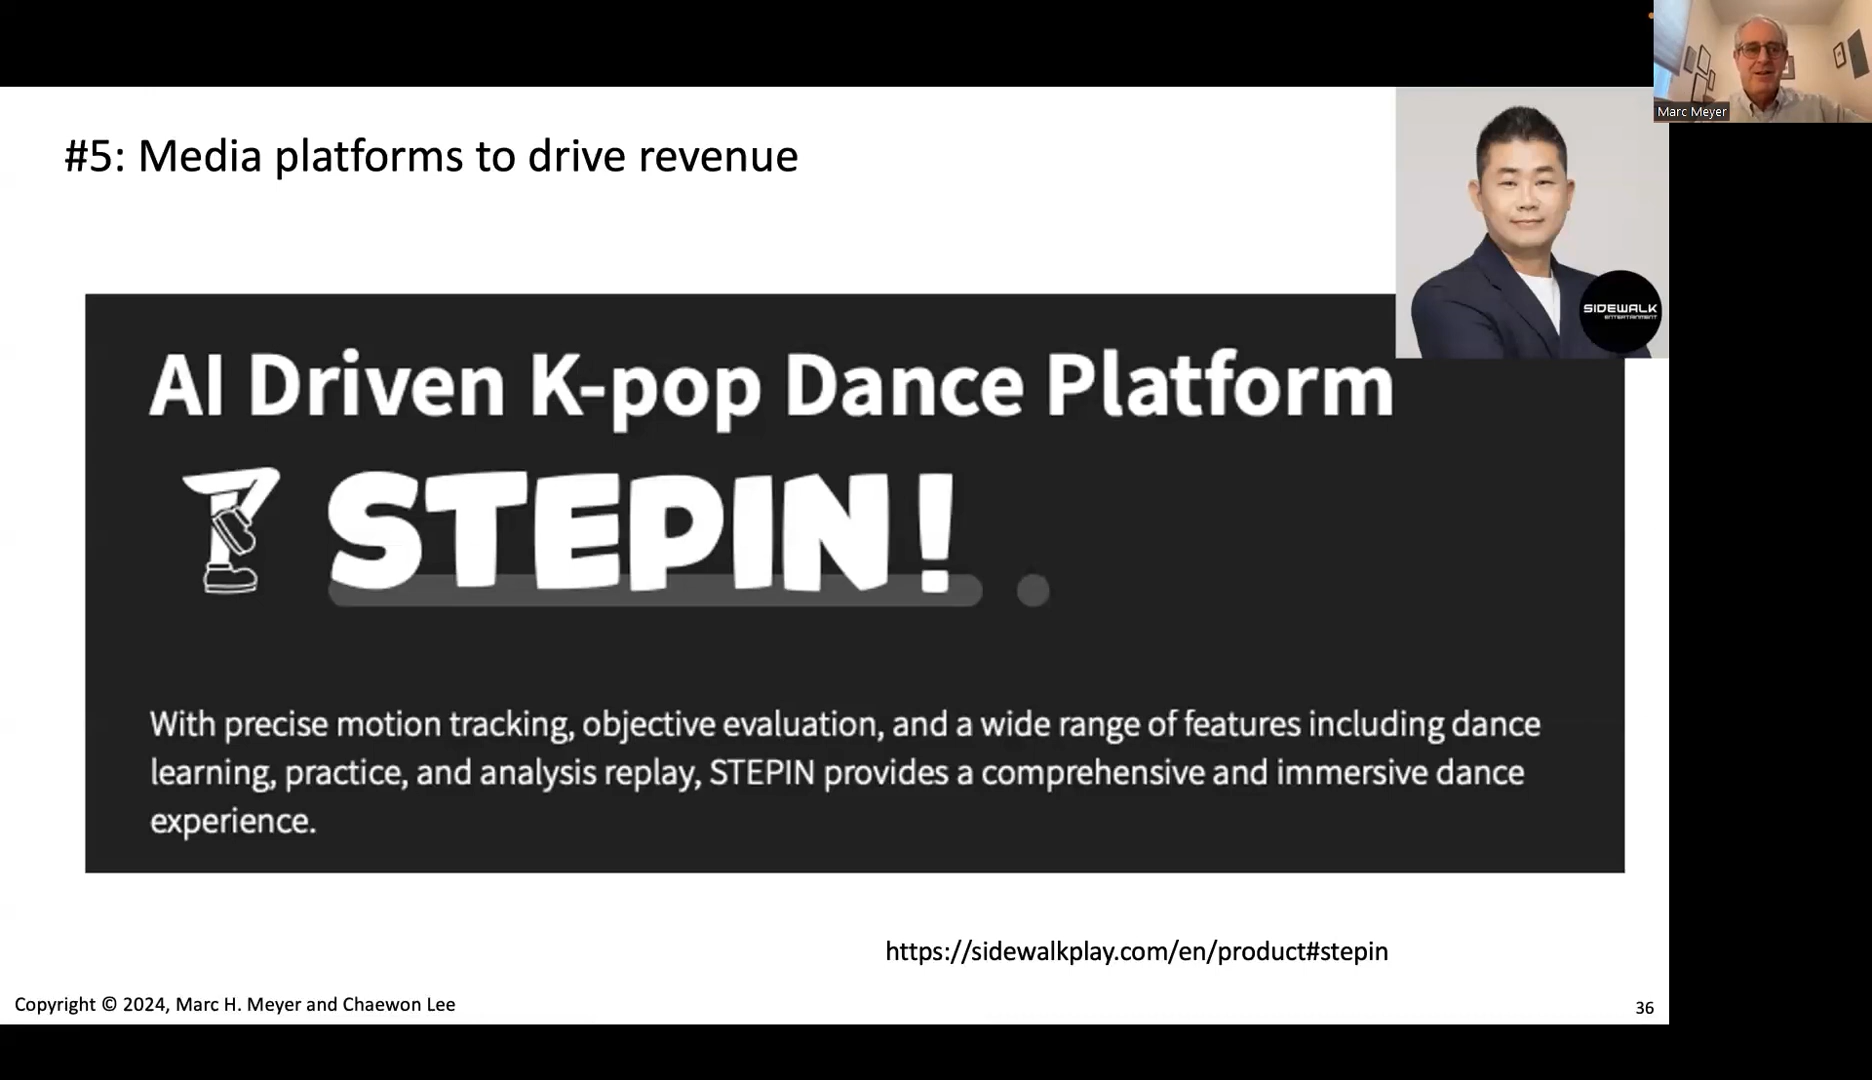 Marc Meyer
#5: Media platforms to drive revenue
SIDEWALK
ENTERTAINMENT
AI Driven K-pop Dance Platform
STEPIN!
With precise motion tracking, objective evaluation, and a wide range of features including dance
learning, practice, and analysis replay, STEPIN provides a comprehensive and immersive dance
experience.
https://sidewalkplay.com/en/product#stepin
Copyright © 2024, Marc H. Meyer and Chaewon Lee
36